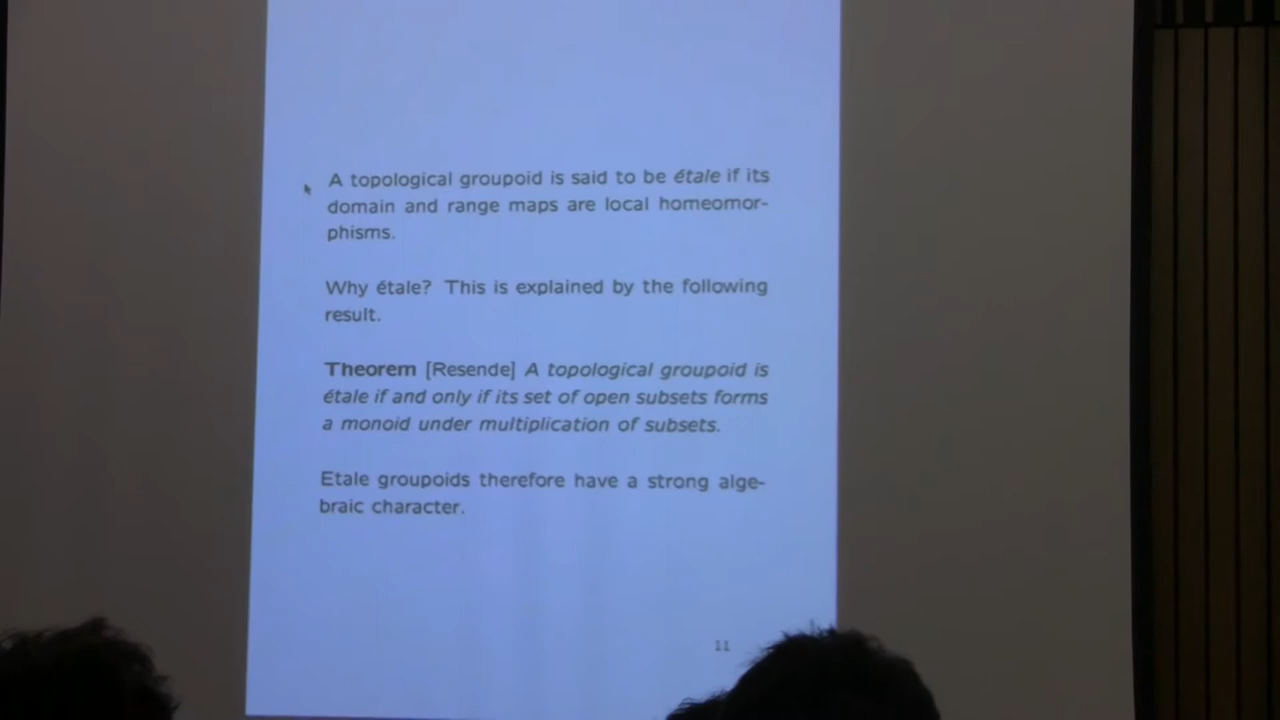 A topological groupoid is said to be étale if its
domain and range maps are local homeomor-
phisms.
Why étale? This is explained by the following
result.
Theorem [Resende] A topological groupoid is
étale if and only if its set of open subsets forms
a monoid under multiplication of subsets.
Etale groupoids therefore have a strong alge-
braic character.
11